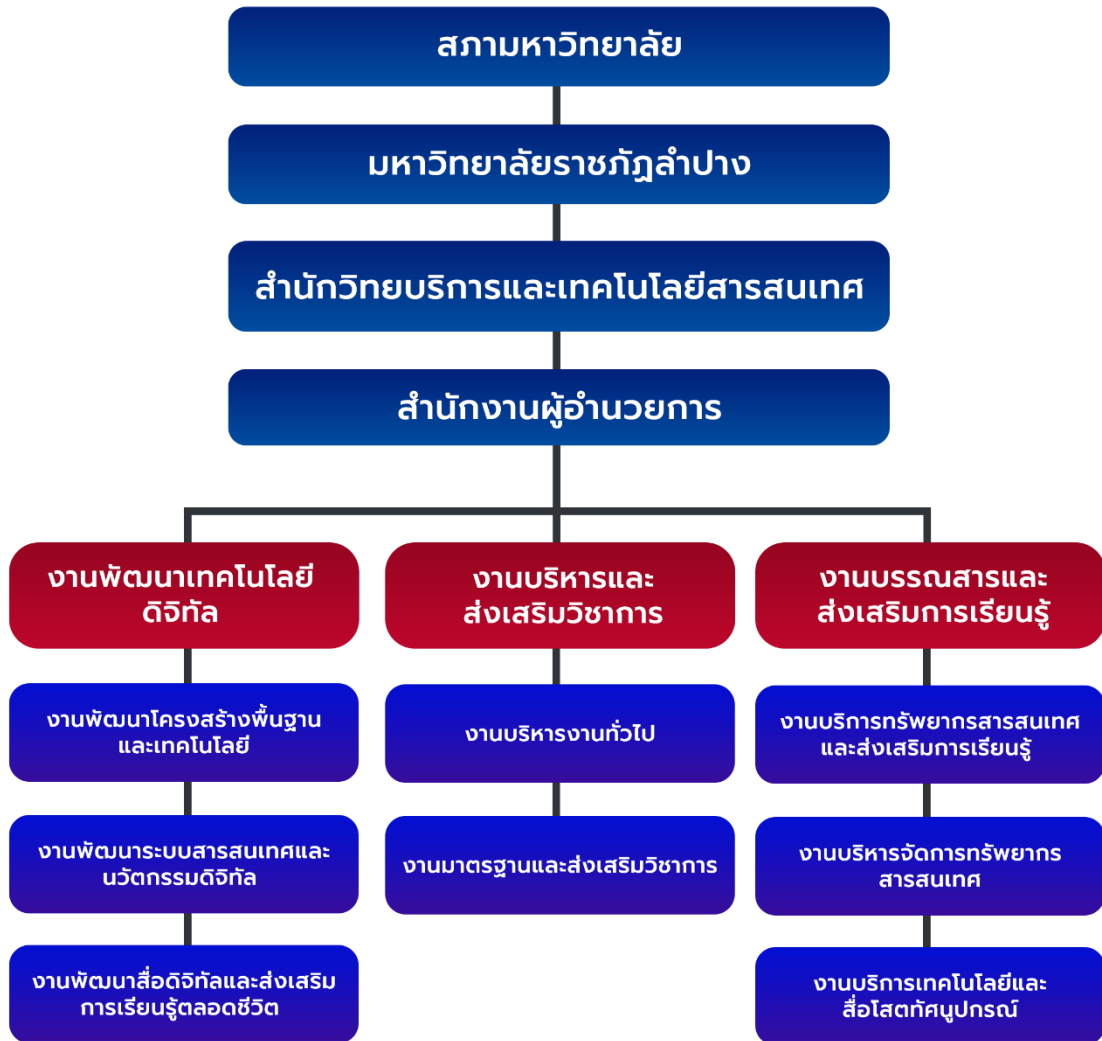 สภามหาวิทยาลัย
มหาวิทยาลัยราชภัฏลำปาง
สำนักวิทยบริการและเทคโนโลยีสารสนเทศ
สำนักงานผู้อำนวยการ
งานพัฒนาเทคโนโลยี
ดิจิทัล
งานพัฒนาโครงสร้างพื้นฐาน
และเทคโนโลยี
งานพัฒนาระบบสารสนเทศและ
นวัตกรรมดิจิทัล
งานพัฒนาสื่อดิจิทัลและส่งเสริม
การเรียนรู้ตลอดชีวิต
งานบริหารและ
ส่งเสริมวิชาการ
งานบริหารงานทั่วไป
งานมาตรฐานและส่งเสริมวิชาการ
งานบรรณสารและ
ส่งเสริมการเรียนรู้
งานบริการทรัพยากรสารสนเทศ
และส่งเสริมการเรียนรู้
งานบริหารจัดการทรัพยากร
สารสนเทศ
งานบริการเทคโนโลยีและ
สื่อโสตทัศนูปกรณ์